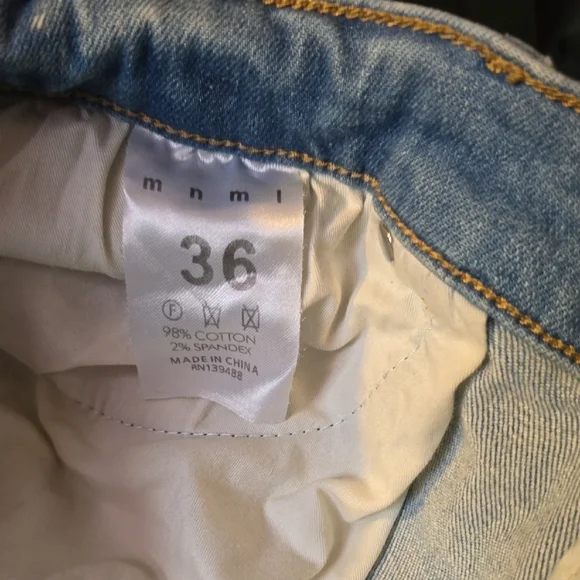 m n m l
36
F
98% COTTON
2% SPANDEX
MADE IN CHINA
RN139488